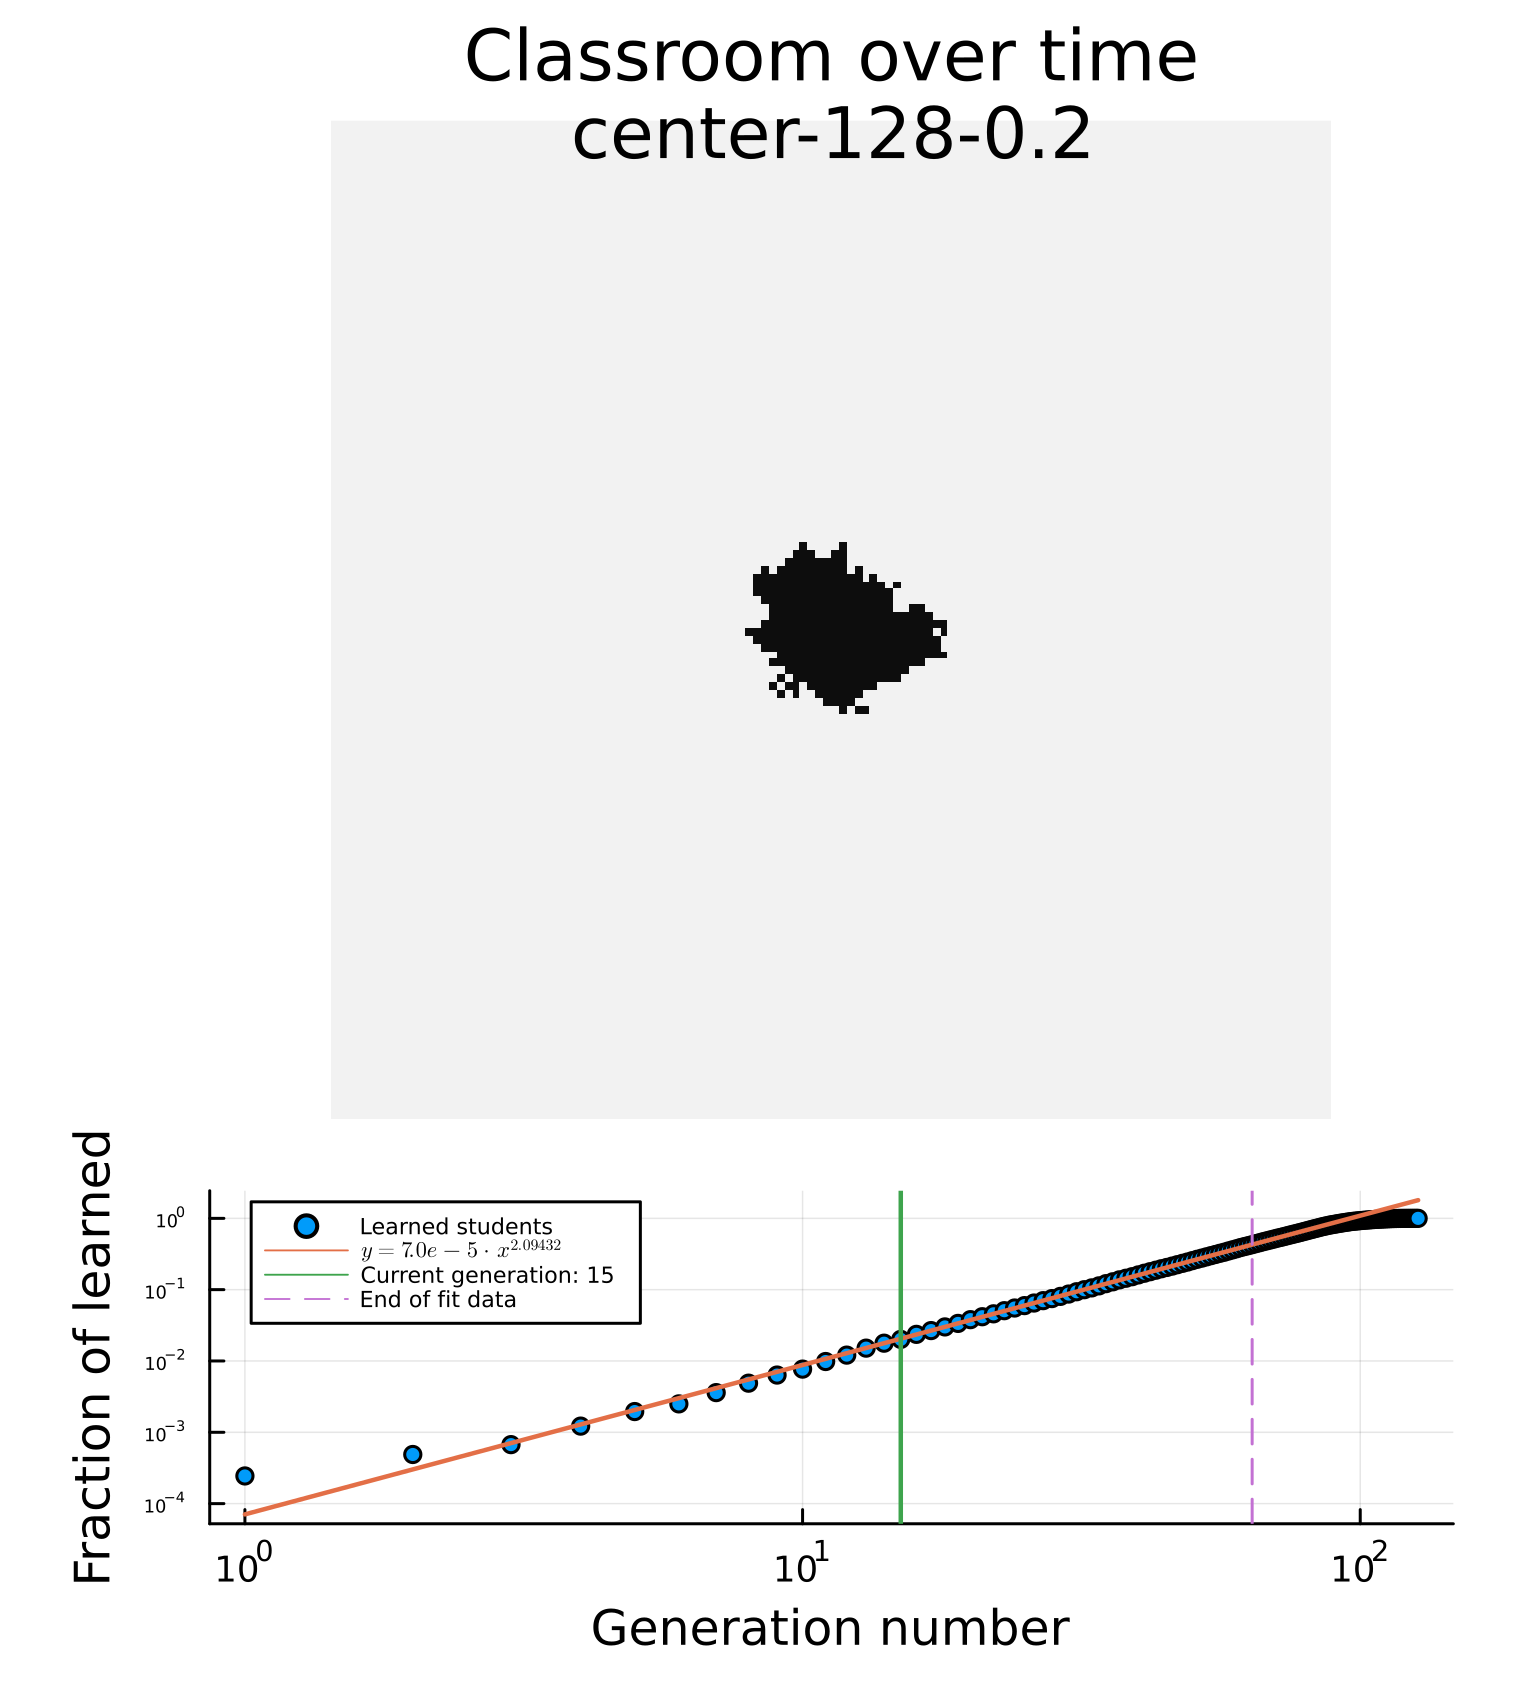 Classroom over time
center-128-0.2
Fraction of learned
10^0
10^-1
10^-2
10^-3
10^-4
Learned students
y = 7.0e − 5 · x^2.09432
Current generation: 15
End of fit data
10^0
10^1
10^2
Generation number